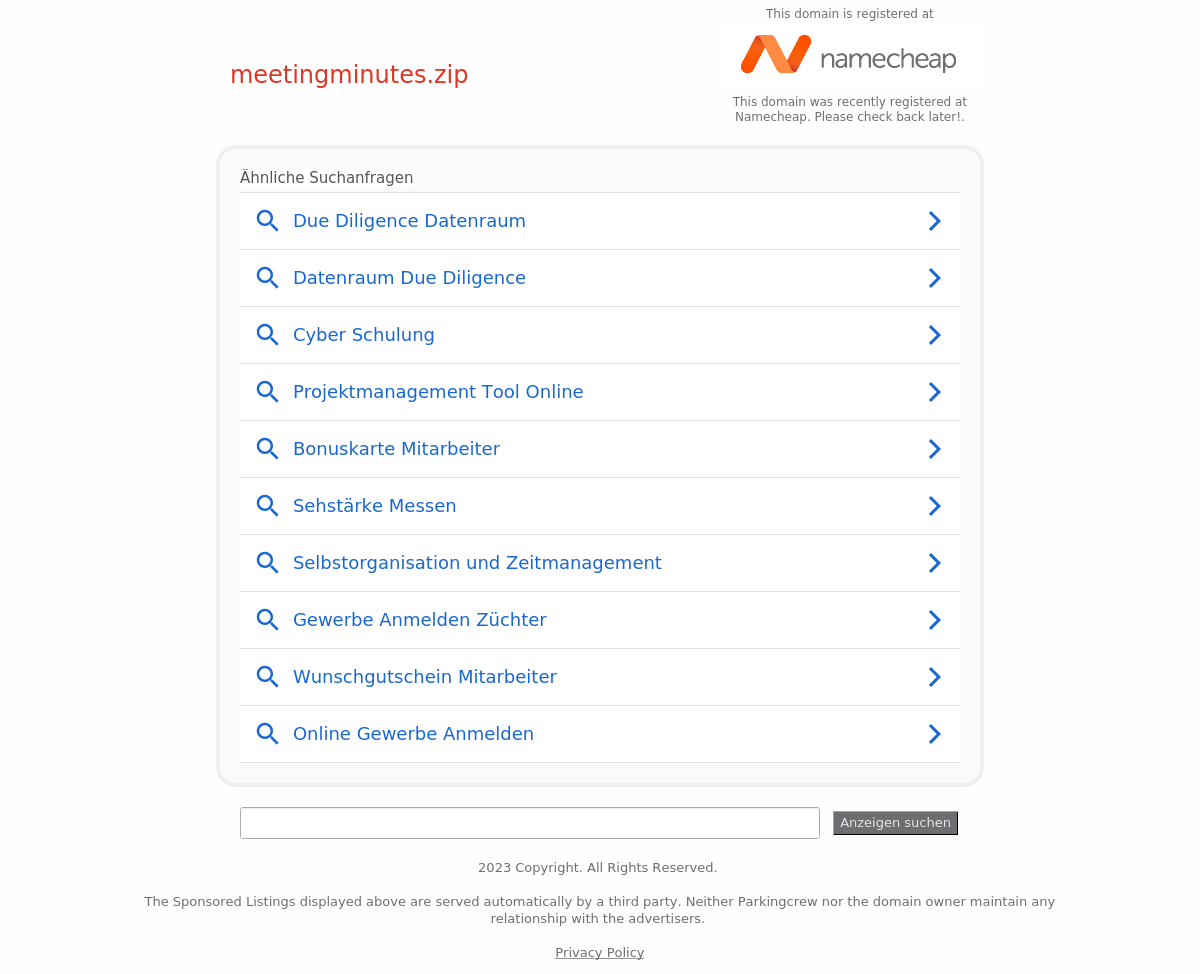 This domain is registered at
namecheap
meetingminutes.zip
This domain was recently registered at
Namecheap. Please check back later!.
Ähnliche Suchanfragen
Due Diligence Datenraum
Datenraum Due Diligence
Cyber Schulung
Projektmanagement Tool Online
Bonuskarte Mitarbeiter
Sehstärke Messen
Selbstorganisation und Zeitmanagement
Gewerbe Anmelden Züchter
Wunschgutschein Mitarbeiter
Online Gewerbe Anmelden
Anzeigen suchen
2023 Copyright. All Rights Reserved.
The Sponsored Listings displayed above are served automatically by a third party. Neither Parkingcrew nor the domain owner maintain any
relationship with the advertisers.
Privacy Policy